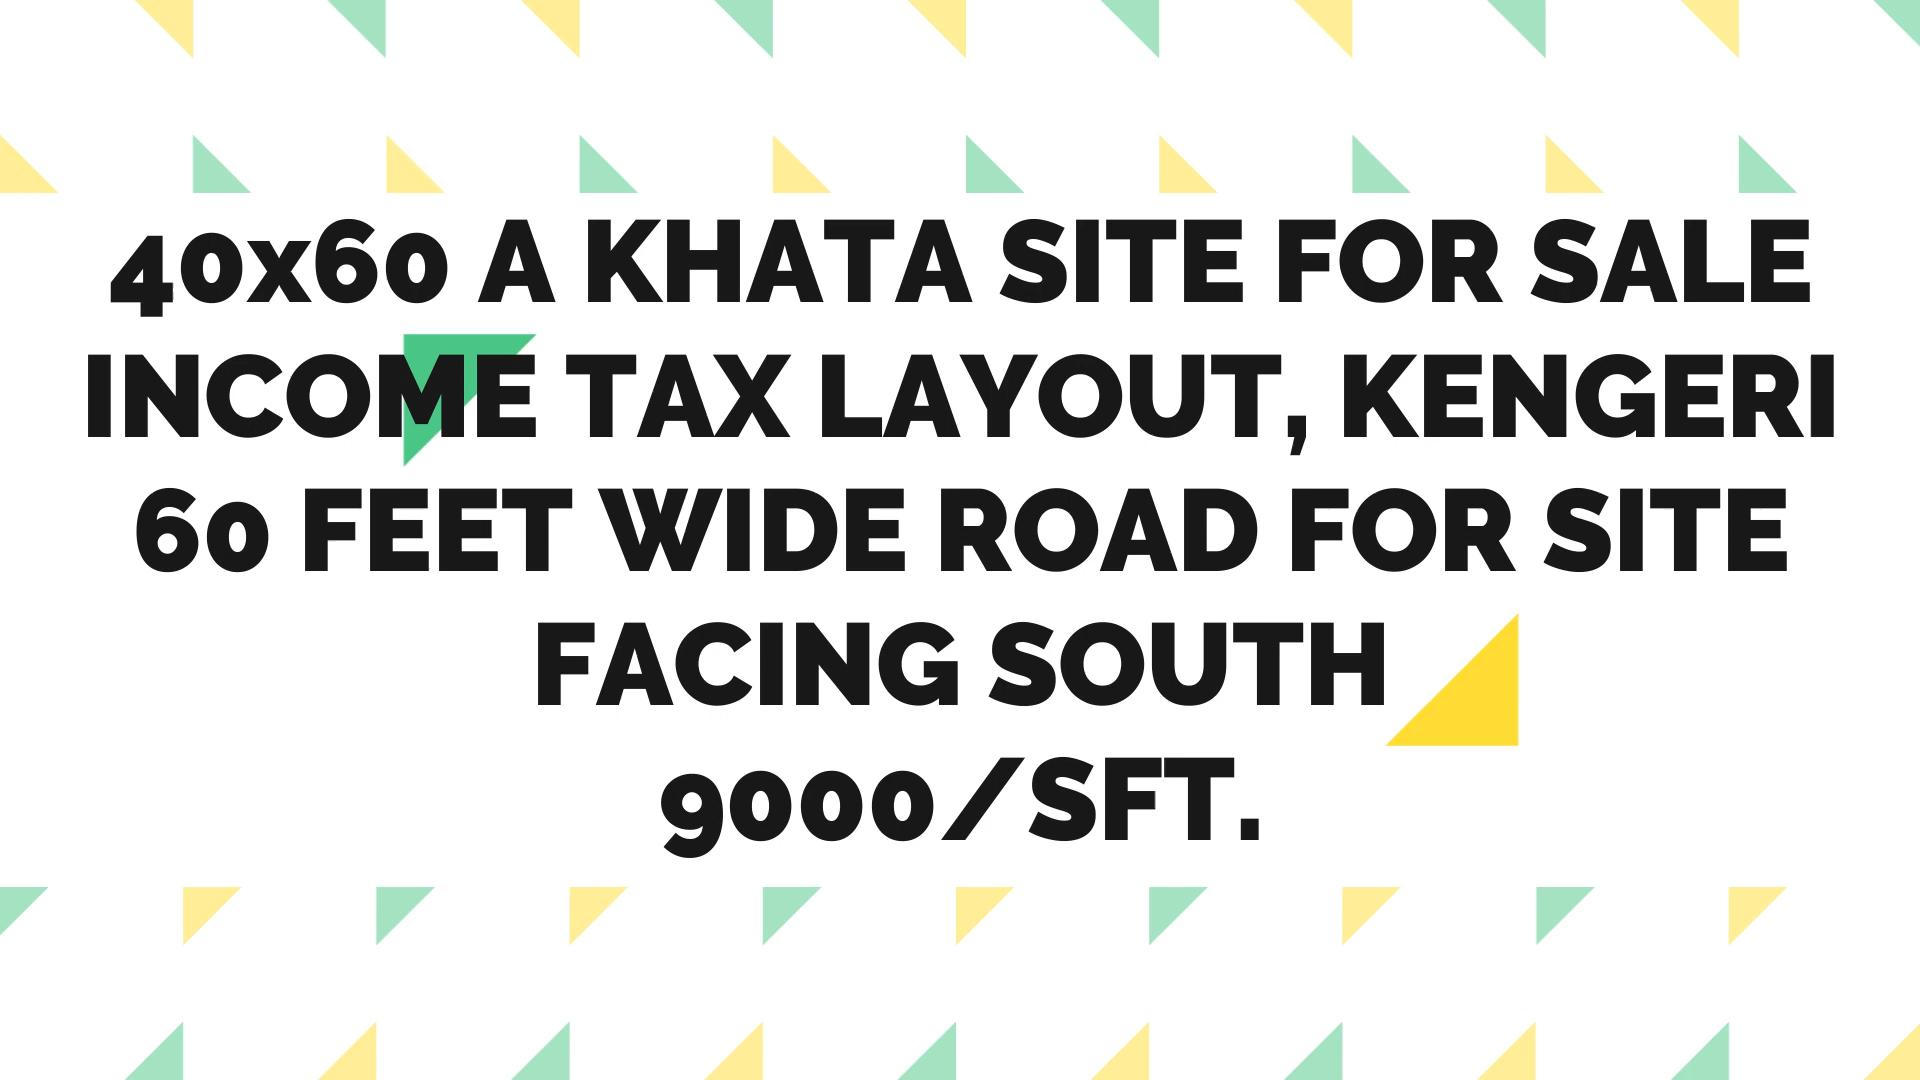 40x60 A KHATA SITE FOR SALE
INCOME TAX LAYOUT, KENGERI
60 FEET WIDE ROAD FOR SITE
FACING SOUTH
9000/SFT.